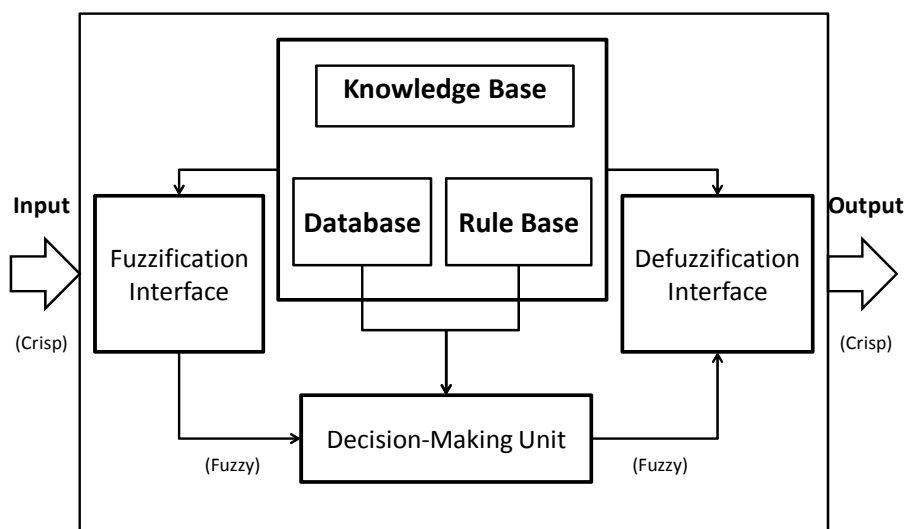 Knowledge Base
Input
Output
Database
Rule Base
Fuzzification
Interface
Defuzzification
Interface
(Crisp)
(Crisp)
Decision-Making Unit
(Fuzzy)
(Fuzzy)